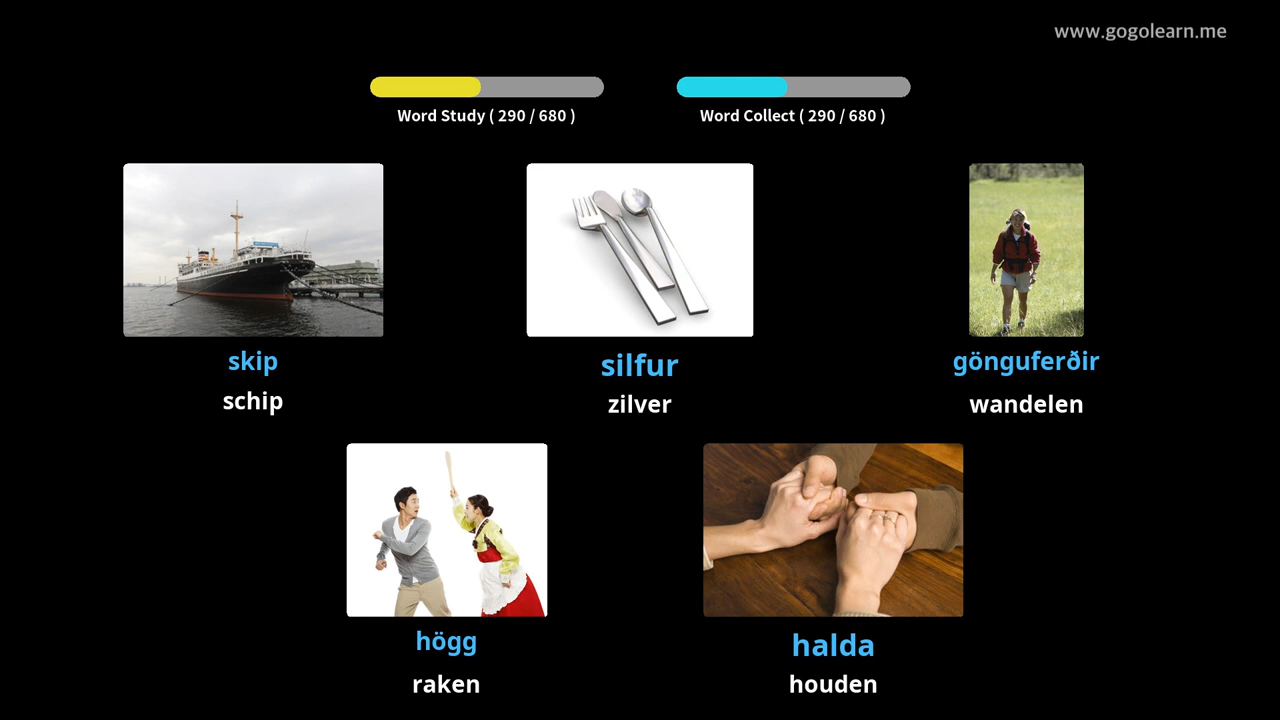 www.gogolearn.me
Word Study ( 290 / 680 )
Word Collect ( 290 / 680 )
skip
schip
silfur
zilver
gönguferðir
wandelen
högg
raken
halda
houden